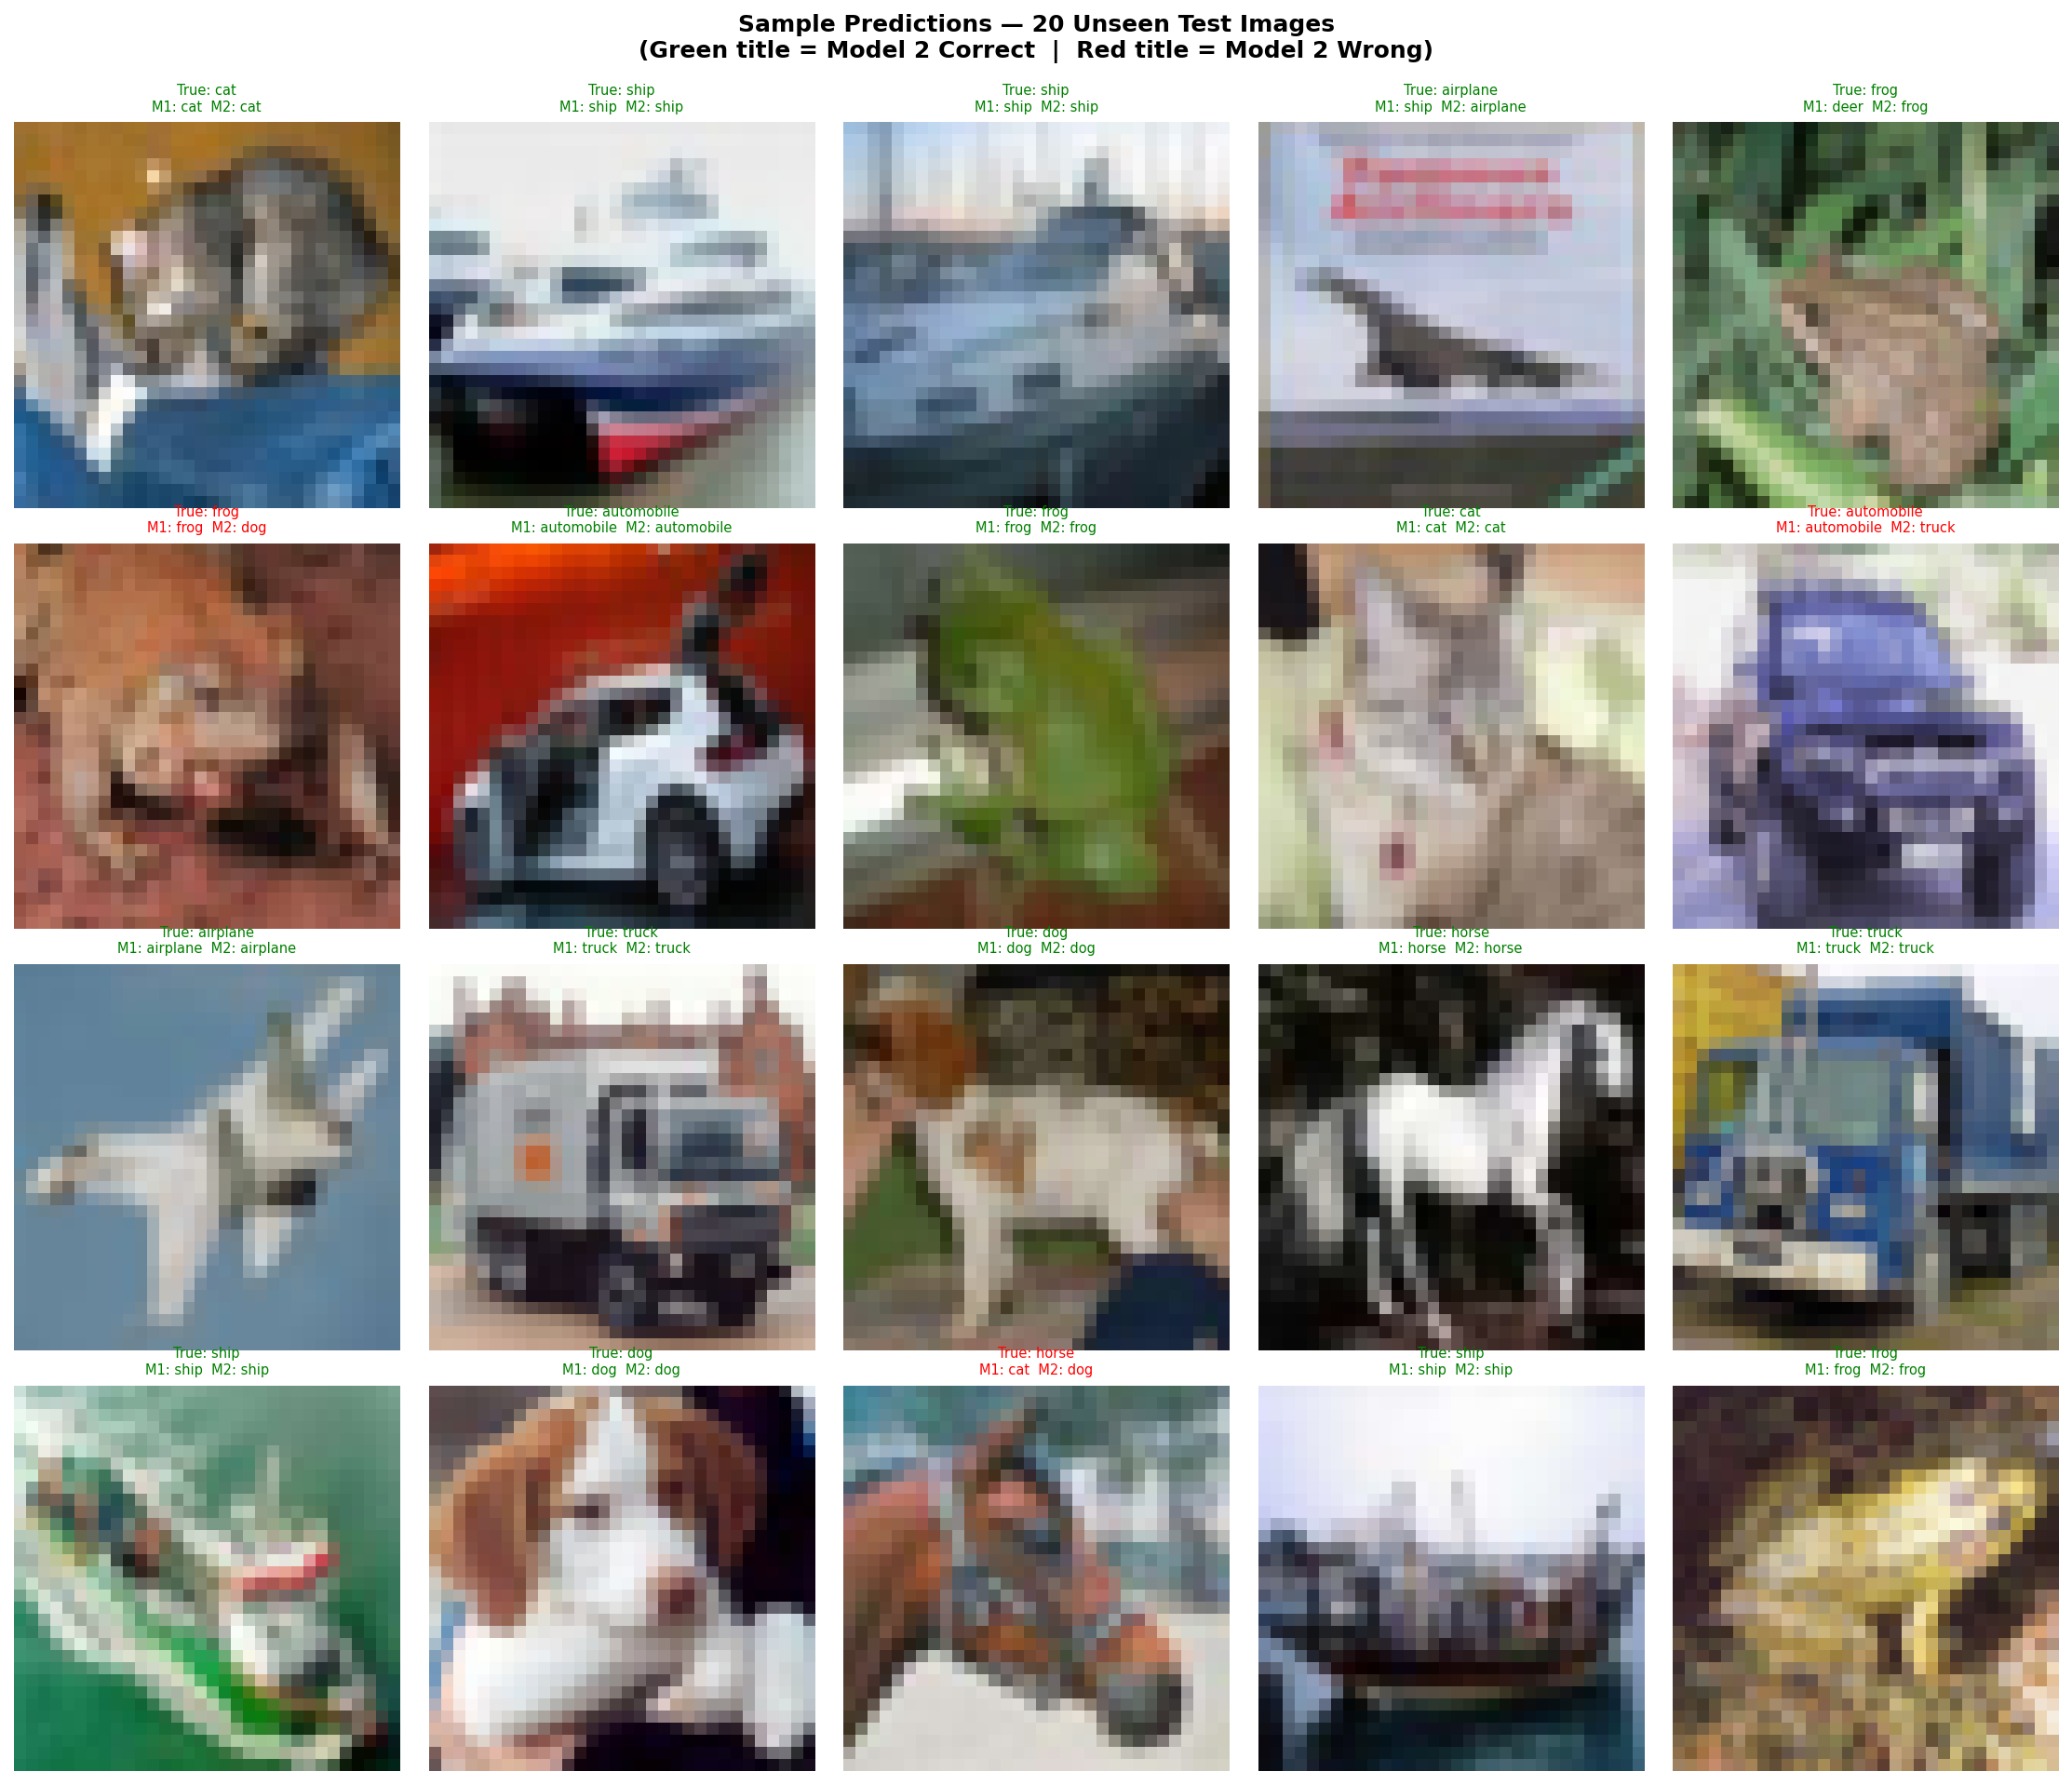 Sample Predictions — 20 Unseen Test Images
(Green title = Model 2 Correct | Red title = Model 2 Wrong)
True: cat
M1: cat M2: cat
True: ship
M1: ship M2: ship
True: ship
M1: ship M2: ship
True: airplane
M1: ship M2: airplane
True: frog
M1: deer M2: frog
True: frog
M1: frog M2: dog
True: automobile
M1: automobile M2: automobile
True: frog
M1: frog M2: frog
True: cat
M1: cat M2: cat
True: automobile
M1: automobile M2: truck
True: airplane
M1: airplane M2: airplane
True: truck
M1: truck M2: truck
True: dog
M1: dog M2: dog
True: horse
M1: horse M2: horse
True: truck
M1: truck M2: truck
True: ship
M1: ship M2: ship
True: dog
M1: dog M2: dog
True: horse
M1: cat M2: dog
True: ship
M1: ship M2: ship
True: frog
M1: frog M2: frog